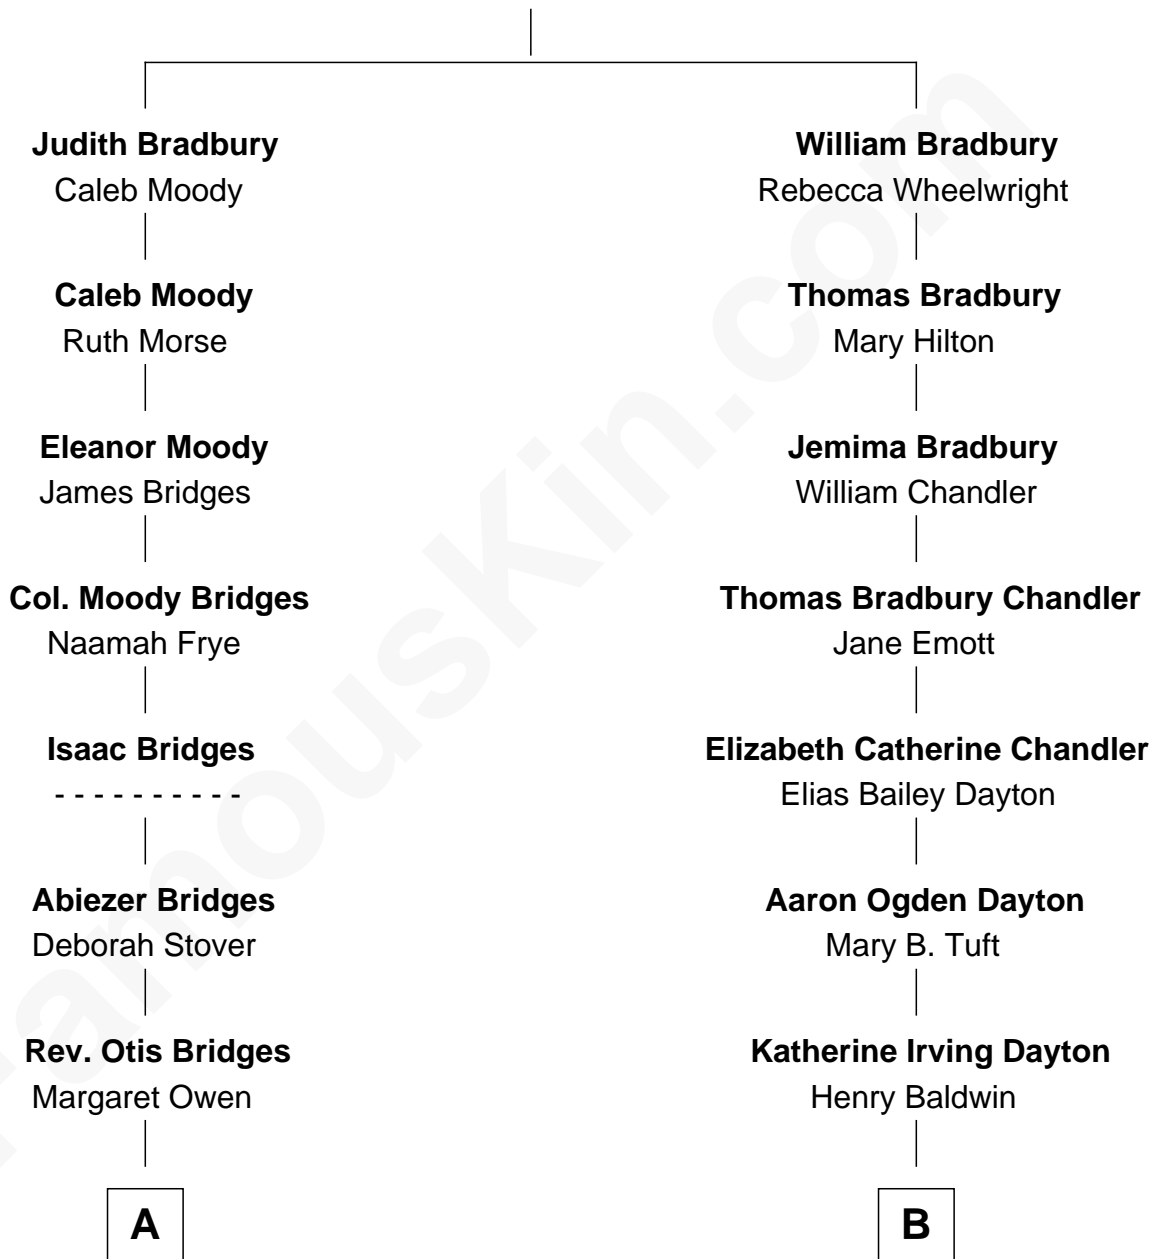 Judith Bradbury
Caleb Moody
Caleb Moody
Ruth Morse
Eleanor Moody
James Bridges
Col. Moody Bridges
Naamah Frye
Isaac Bridges
- - - - - - - - - -
Abiezer Bridges
Deborah Stover
Rev. Otis Bridges
Margaret Owen
A
William Bradbury
Rebecca Wheelwright
Thomas Bradbury
Mary Hilton
Jemima Bradbury
William Chandler
Thomas Bradbury Chandler
Jane Emott
Elizabeth Catherine Chandler
Elias Bailey Dayton
Aaron Ogden Dayton
Mary B. Tuft
Katherine Irving Dayton
Henry Baldwin
B
FamousKin.com